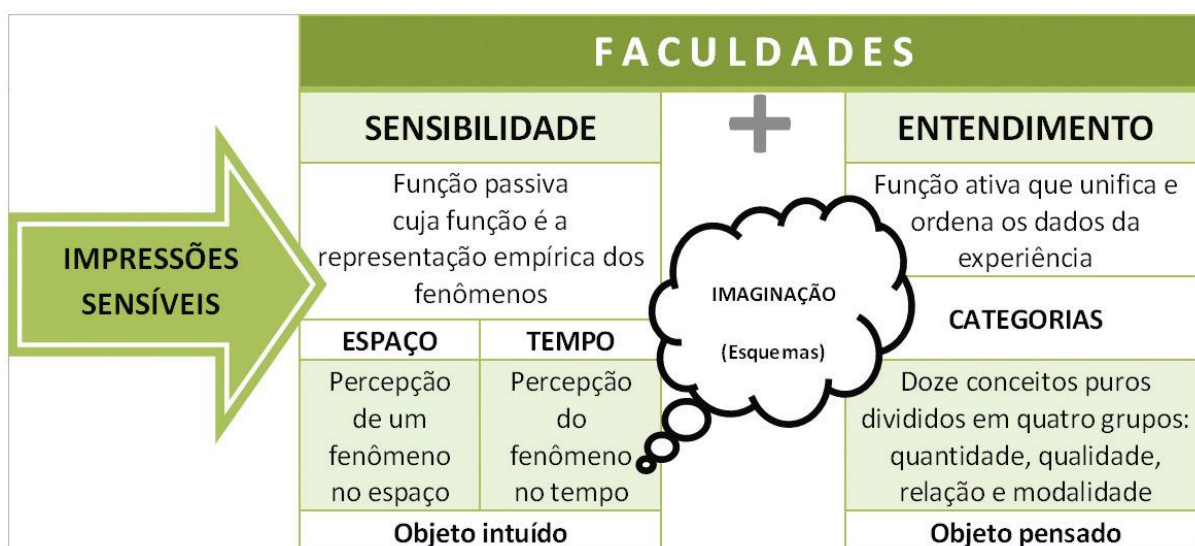 FACULDADES
IMPRESSÕES
SENSÍVEIS
SENSIBILIDADE
Função passiva
cuja função é a
representação empírica dos
fenômenos
ESPAÇO
Percepção
de um
fenômeno
no espaço
TEMPO
Percepção
do
fenômeno
no tempo
Objeto intuído
+
IMAGINAÇÃO
(Esquemas)
ENTENDIMENTO
Função ativa que unifica e
ordena os dados da
experiência
CATEGORIAS
Doze conceitos puros
divididos em quatro grupos:
quantidade, qualidade,
relação e modalidade
Objeto pensado